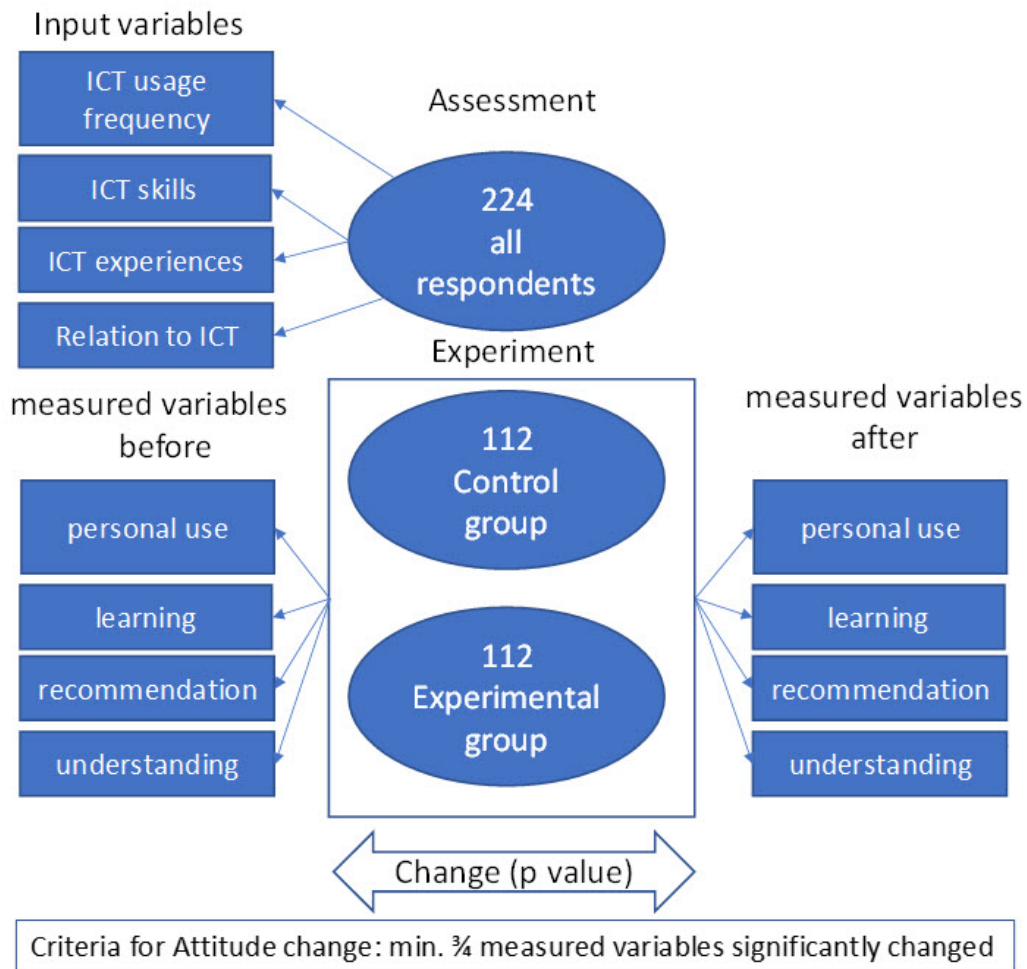 Input variables
ICT usage
frequency
ICT skills
ICT experiences
Relation to ICT
Assessment
224
all
respondents
Experiment
measured variables
before
personal use
learning
recommendation
understanding
112
Control
group
112
Experimental
group
measured variables
after
personal use
learning
recommendation
understanding
Change (p value)
Criteria for Attitude change: min. ¾ measured variables significantly changed